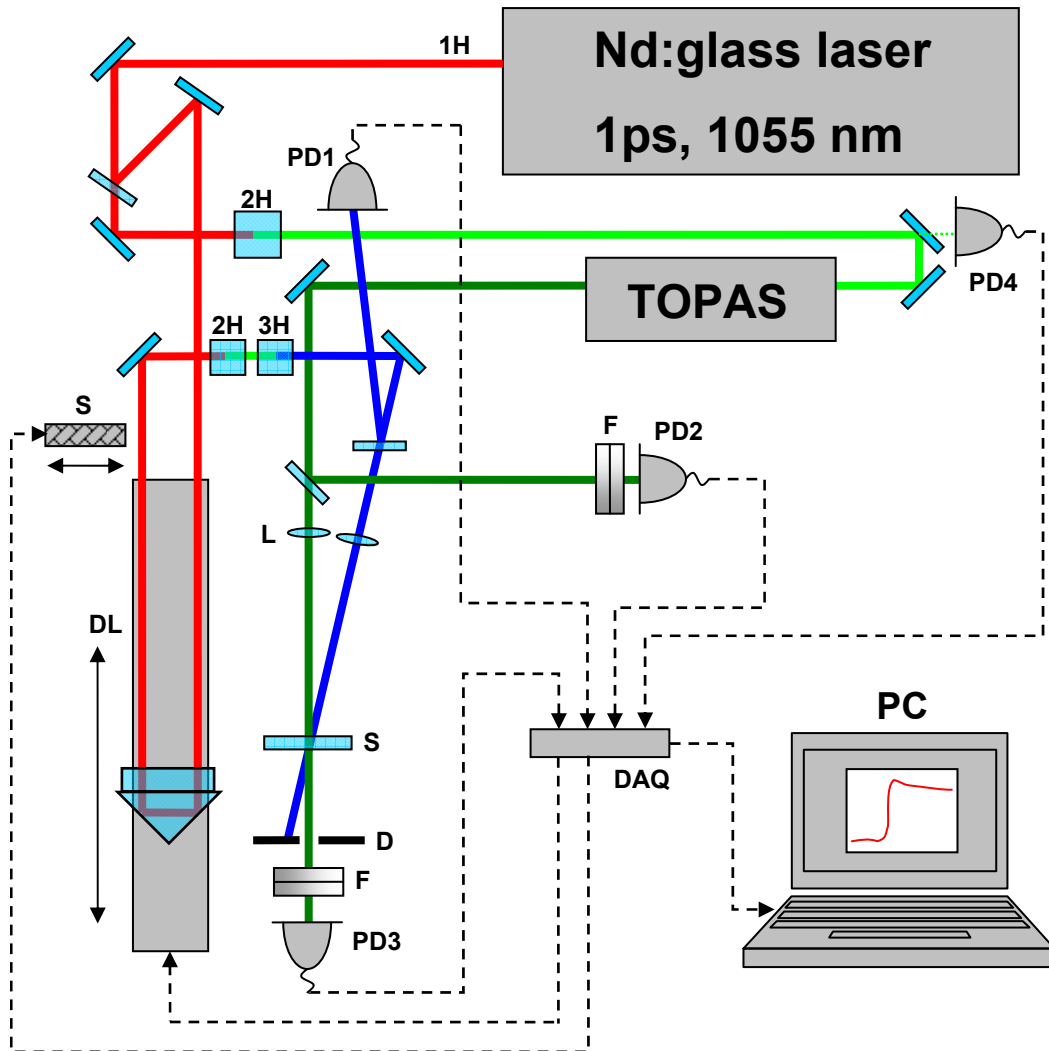 1H
Nd:glass laser
1ps, 1055 nm
PD1
2H
PD4
TOPAS
2H
3H
S
F
PD2
L
DL
PC
S
DAQ
D
F
PD3